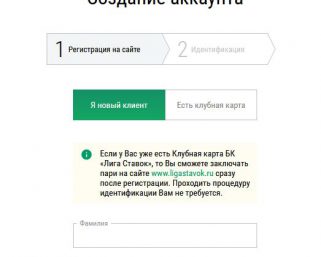 Создание аккаунта
1 Регистрация на сайте 2 Идентификация
Я новый клиент Есть клубная карта
Если у Вас уже есть Клубная карта БК
«Лига Ставок», то Вы сможете заключать
пари на сайте www.ligastavok.ru сразу
после регистрации. Проходить процедуру
идентификации Вам не требуется.
Фамилия